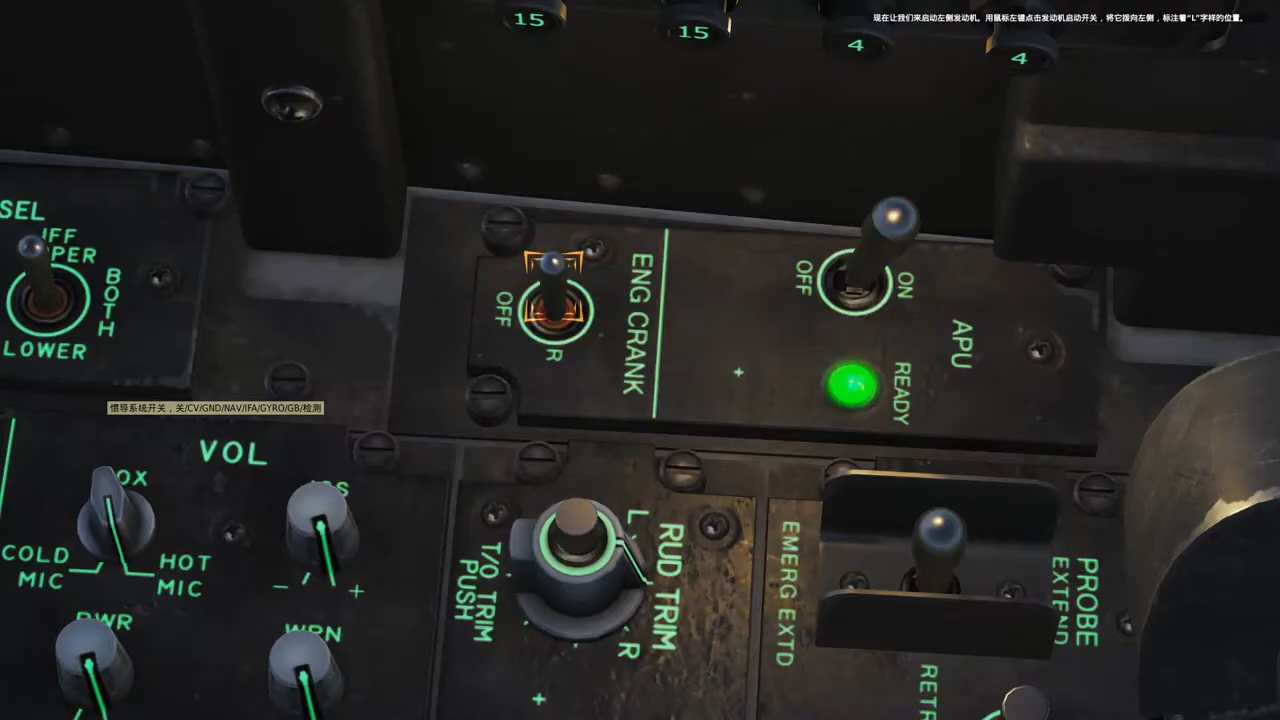 现在让我们来启动左侧发动机。用鼠标左键点击发动机启动开关，将它拨向左侧，标注着“L”字样的位置。
15
15
4
4
SEL
IFF
UPPER
BOTH
LOWER
OFF
R
ENG CRANK
OFF
ON
APU
READY
惯导系统开关，关/CV/GND/NAV/IFA/GYRO/GB/检测
VOL
COLD
MIC
HOT
MIC
WRN
- +
T/O TRIM
PUSH
L
R
RUD TRIM
EMERG EXTD
PROBE
EXTEND
RETR